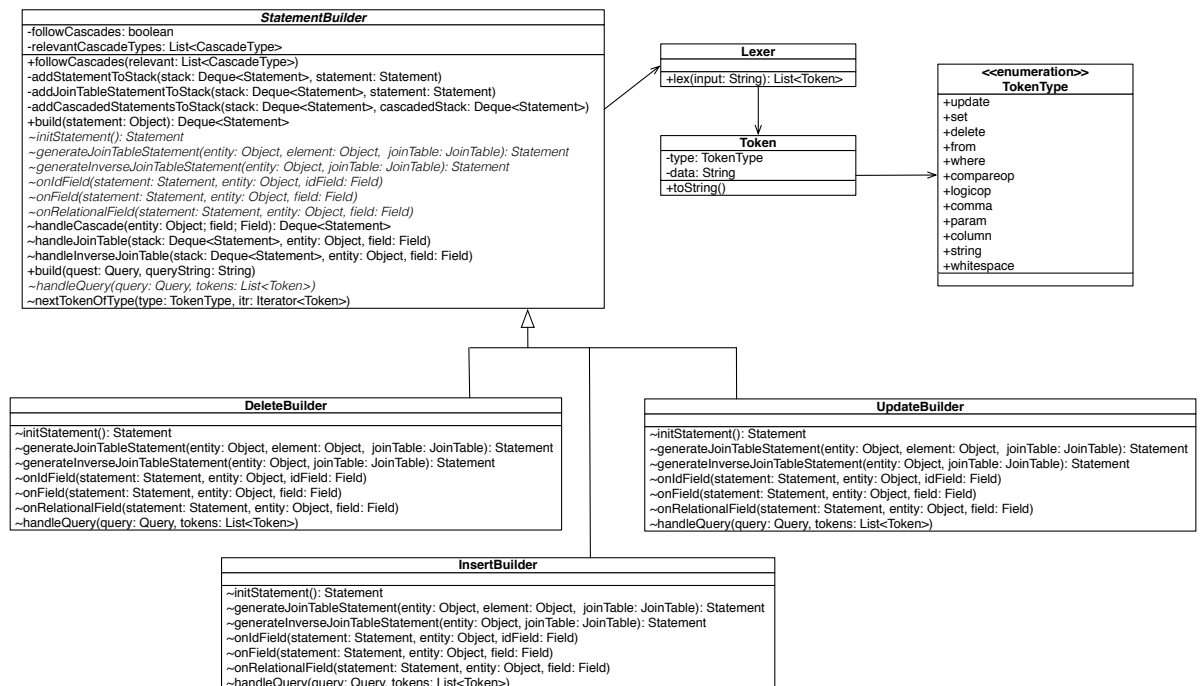 StatementBuilder
-followCascades: boolean
-relevantCascadeTypes: List<CascadeType>
+followCascades(relevant: List<CascadeType>)
-addStatementToStack(stack: Deque<Statement>, statement: Statement)
-addJoinTableStatementToStack(stack: Deque<Statement>, statement: Statement)
-addCascadedStatementsToStack(stack: Deque<Statement>, cascadedStack: Deque<Statement>)
+build(statement: Object): Deque<Statement>
~initStatement(): Statement
~generateJoinTableStatement(entity: Object, element: Object, joinTable: JoinTable): Statement
~generateInverseJoinTableStatement(entity: Object, joinTable: JoinTable): Statement
~onIdField(statement: Statement, entity: Object, idField: Field)
~onField(statement: Statement, entity: Object, field: Field)
~onRelationalField(statement: Statement, entity: Object, field: Field)
~handleCascade(entity: Object; field; Field): Deque<Statement>
~handleJoinTable(stack: Deque<Statement>, entity: Object, field: Field)
~handleInverseJoinTable(stack: Deque<Statement>, entity: Object, field: Field)
+build(quest: Query, queryString: String)
~handleQuery(query: Query, tokens: List<Token>)
~nextTokenOfType(type: TokenType, itr: Iterator<Token>)
Lexer
+lex(input: String): List<Token>
Token
-type: TokenType
-data: String
+toString()
<<enumeration>>
TokenType
+update
+set
+delete
+from
+where
+compareop
+logicop
+comma
+param
+column
+string
+whitespace
DeleteBuilder
~initStatement(): Statement
~generateJoinTableStatement(entity: Object, element: Object, joinTable: JoinTable): Statement
~generateInverseJoinTableStatement(entity: Object, joinTable: JoinTable): Statement
~onIdField(statement: Statement, entity: Object, idField: Field)
~onField(statement: Statement, entity: Object, field: Field)
~onRelationalField(statement: Statement, entity: Object, field: Field)
~handleQuery(query: Query, tokens: List<Token>)
UpdateBuilder
~initStatement(): Statement
~generateJoinTableStatement(entity: Object, element: Object, joinTable: JoinTable): Statement
~generateInverseJoinTableStatement(entity: Object, joinTable: JoinTable): Statement
~onIdField(statement: Statement, entity: Object, idField: Field)
~onField(statement: Statement, entity: Object, field: Field)
~onRelationalField(statement: Statement, entity: Object, field: Field)
~handleQuery(query: Query, tokens: List<Token>)
InsertBuilder
~initStatement(): Statement
~generateJoinTableStatement(entity: Object, element: Object, joinTable: JoinTable): Statement
~generateInverseJoinTableStatement(entity: Object, joinTable: JoinTable): Statement
~onIdField(statement: Statement, entity: Object, idField: Field)
~onField(statement: Statement, entity: Object, field: Field)
~onRelationalField(statement: Statement, entity: Object, field: Field)
~handleQuery(query: Query, tokens: List<Token>)